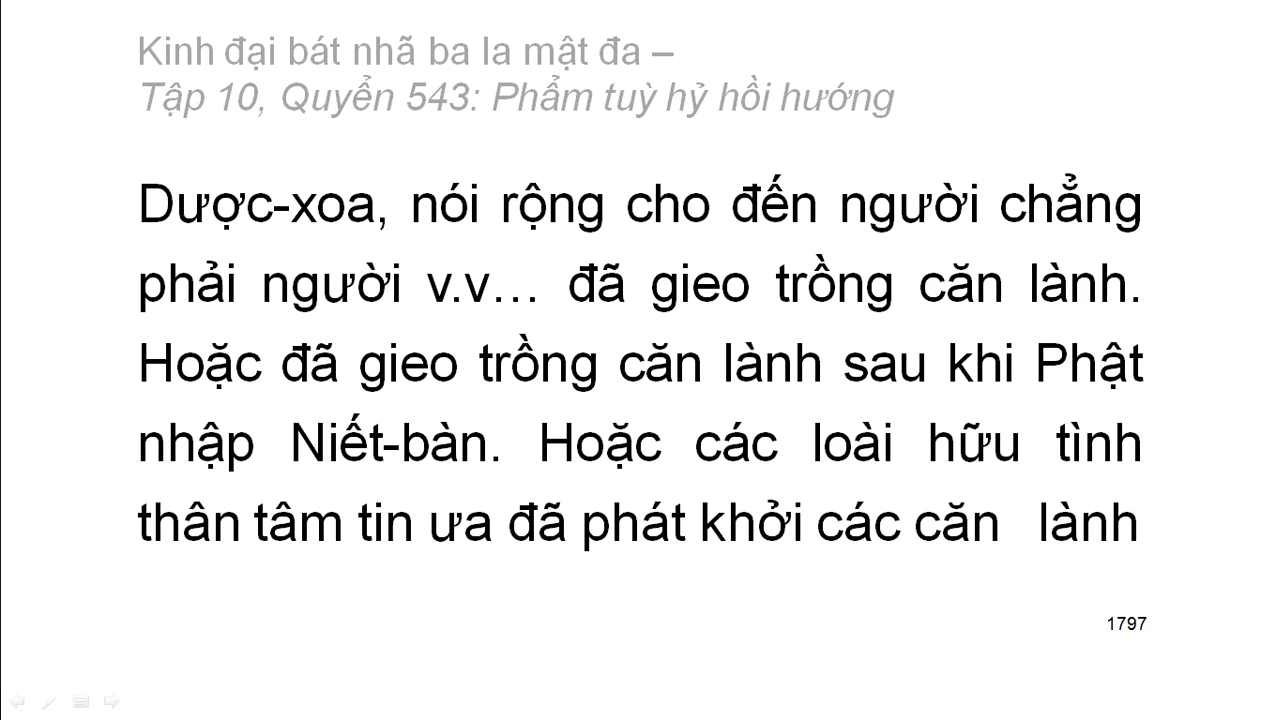 Kinh đại bát nhã ba la mật đa –
Tập 10, Quyển 543: Phẩm tuỳ hỷ hồi hướng
Dược-xoa, nói rộng cho đến người chẳng
phải người v.v… đã gieo trồng căn lành.
Hoặc đã gieo trồng căn lành sau khi Phật
nhập Niết-bàn. Hoặc các loài hữu tình
thân tâm tin ưa đã phát khởi các căn lành
1797